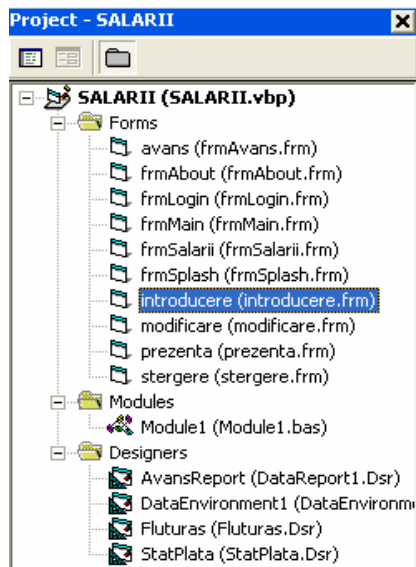 Project - SALARII
SALARII (SALARII.vbp)
Forms
avans (frmAvans.frm)
frmAbout (frmAbout.frm)
frmLogin (frmLogin.frm)
frmMain (frmMain.frm)
frmSalarii (frmSalarii.frm)
frmSplash (frmSplash.frm)
introducere (introducere.frm)
modificare (modificare.frm)
prezenta (prezenta.frm)
stergere (stergere.frm)
Modules
Module1 (Module1.bas)
Designers
AvansReport (DataReport1.Dsr)
DataEnvironment1 (DataEnvironm
Fluturas (Fluturas.Dsr)
StatPlata (StatPlata.Dsr)